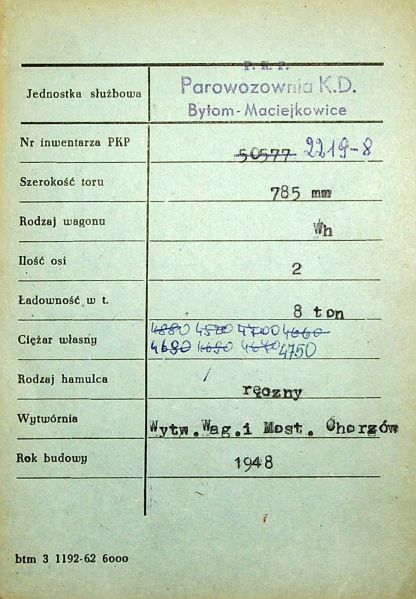 P. K. P.
Jednostka służbowa Parowozownia K.D.
Bytom-Maciejkowice
Nr inwentarza PKP 50577 2219-8
Szerokość toru 785 mm
Rodzaj wagonu Wh
Ilość osi 2
Ładowność w t. 8 ton
4880 4520 4700 4660
Ciężar własny 4680 4690 4640 4750
Rodzaj hamulca ręczny
Wytwórnia Wytw.Wag.i Most. Chorzów
Rok budowy 1948
btm 3 1192-62 6000